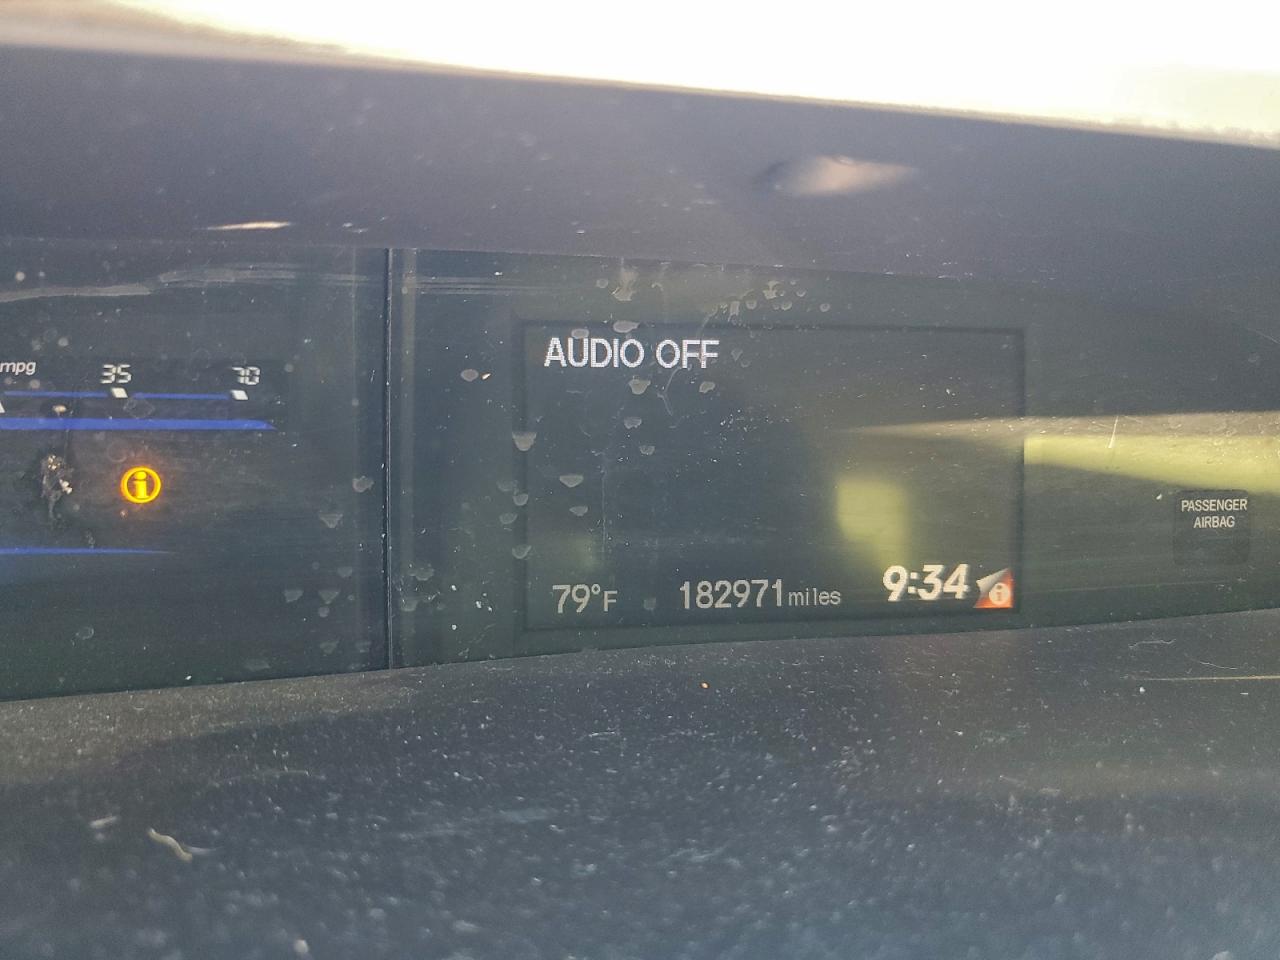 mpg 35 70
i
AUDIO OFF
79°F 182971 miles 9:34 i
PASSENGER
AIRBAG